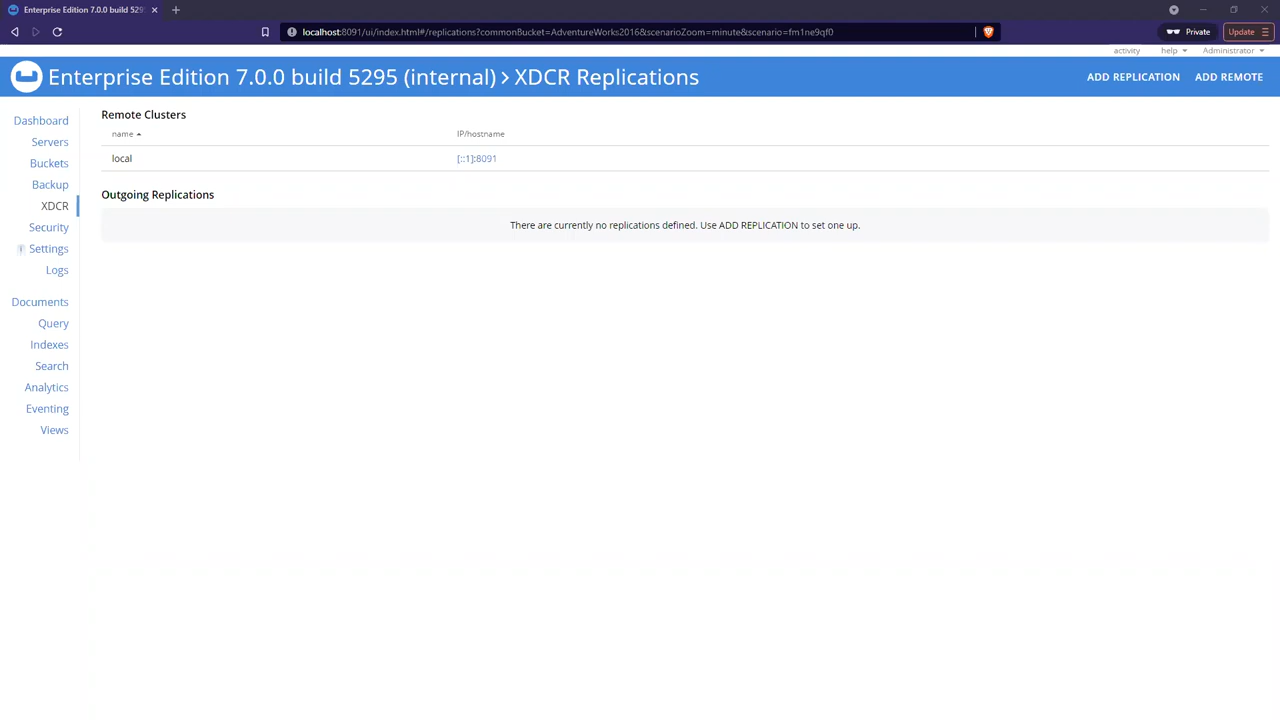 Enterprise Edition 7.0.0 build 529
localhost:8091/ui/index.html#/replications?commonBucket=AdventureWorks2016&scenarioZoom=minute&scenario=fm1ne9qf0
Private
Update
activity
help
Administrator
Enterprise Edition 7.0.0 build 5295 (internal) > XDCR Replications
ADD REPLICATION
ADD REMOTE
Dashboard
Servers
Buckets
Backup
XDCR
Security
Settings
Logs
Documents
Query
Indexes
Search
Analytics
Eventing
Views
Remote Clusters
name
IP/hostname
local
[::1]:8091
Outgoing Replications
There are currently no replications defined. Use ADD REPLICATION to set one up.